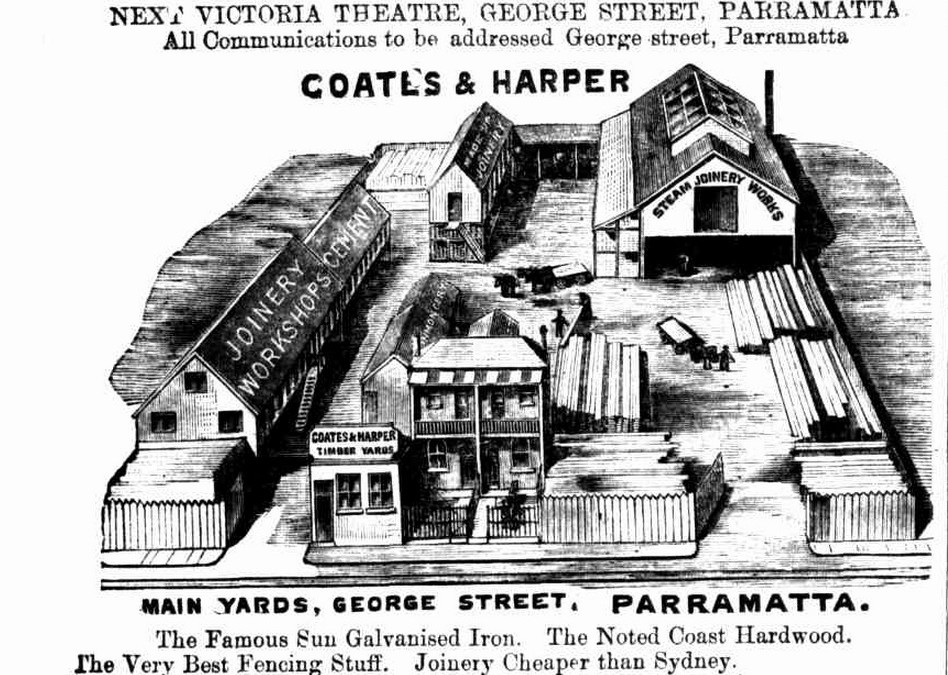 NEXT VICTORIA THEATRE, GEORGE STREET, PARRAMATTA
All Communications to be addressed George street, Parramatta
COATES & HARPER
JOINERY
STEAM JOINERY WORKS
CEMENT
JOINERY
WORKSHOPS
COATES & HARPER
TIMBER YARDS
MAIN YARDS, GEORGE STREET, PARRAMATTA.
The Famous Sun Galvanised Iron. The Noted Coast Hardwood.
The Very Best Fencing Stuff. Joinery Cheaper than Sydney.